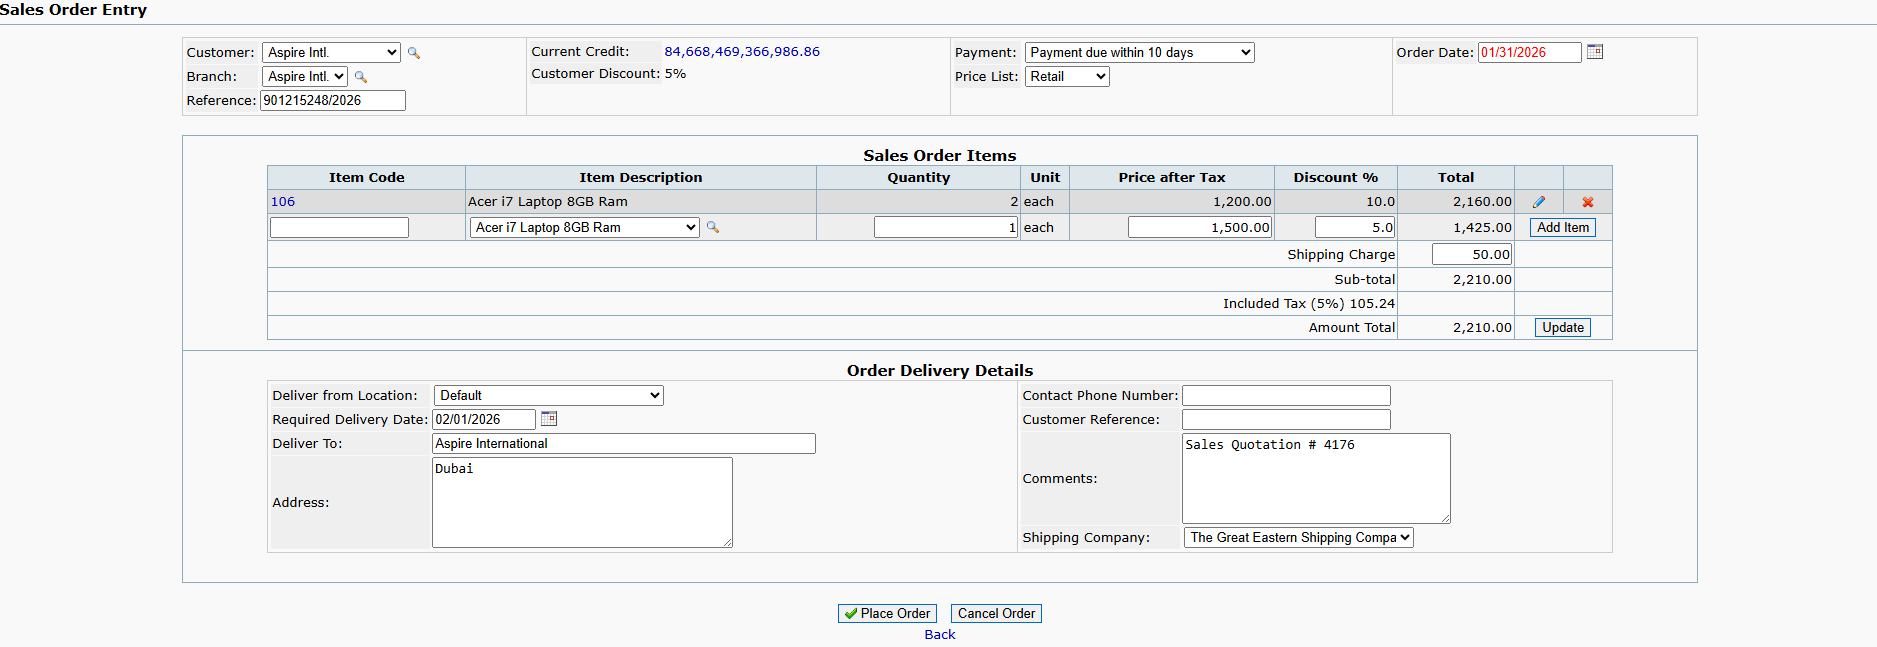 Sales Order Entry
Customer: Aspire Intl.
Branch: Aspire Intl.
Reference: 901215248/2026
Current Credit: 84,668,469,366,986.86
Customer Discount: 5%
Payment: Payment due within 10 days
Price List: Retail
Order Date: 01/31/2026
Sales Order Items
Item Code Item Description Quantity Unit Price after Tax Discount % Total
106 Acer i7 Laptop 8GB Ram 2 each 1,200.00 10.0 2,160.00
Acer i7 Laptop 8GB Ram 1 each 1,500.00 5.0 1,425.00 Add Item
Shipping Charge 50.00
Sub-total 2,210.00
Included Tax (5%) 105.24
Amount Total 2,210.00 Update
Order Delivery Details
Deliver from Location: Default
Required Delivery Date: 02/01/2026
Deliver To: Aspire International
Address: Dubai
Contact Phone Number:
Customer Reference:
Comments: Sales Quotation # 4176
Shipping Company: The Great Eastern Shipping Compa
Place Order Cancel Order
Back